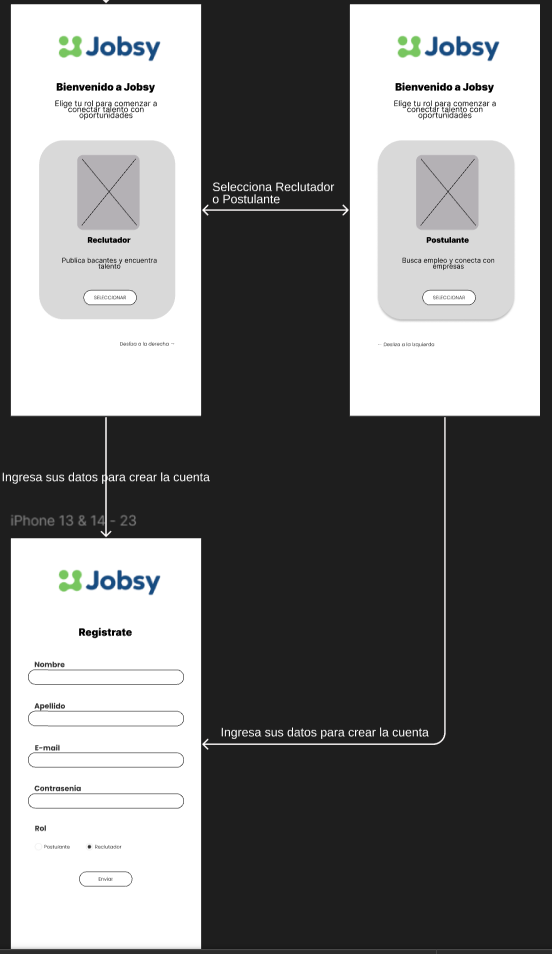 Jobsy
Bienvenido a Jobsy
Elige tu rol para comenzar a
conectar talento con
oportunidades
Reclutador
Publica bacantes y encuentra
talento
SELECCIONAR
Desliza a la derecha →
Selecciona Reclutador
o Postulante
Jobsy
Bienvenido a Jobsy
Elige tu rol para comenzar a
conectar talento con
oportunidades
Postulante
Busca empleo y conecta con
empresas
SELECCIONAR
← Desliza a la izquierda
Ingresa sus datos para crear la cuenta
iPhone 13 & 14 - 23
Jobsy
Registrate
Nombre
Apellido
E-mail
Contrasenía
Rol
Postulante Reclutador
Enviar
Ingresa sus datos para crear la cuenta